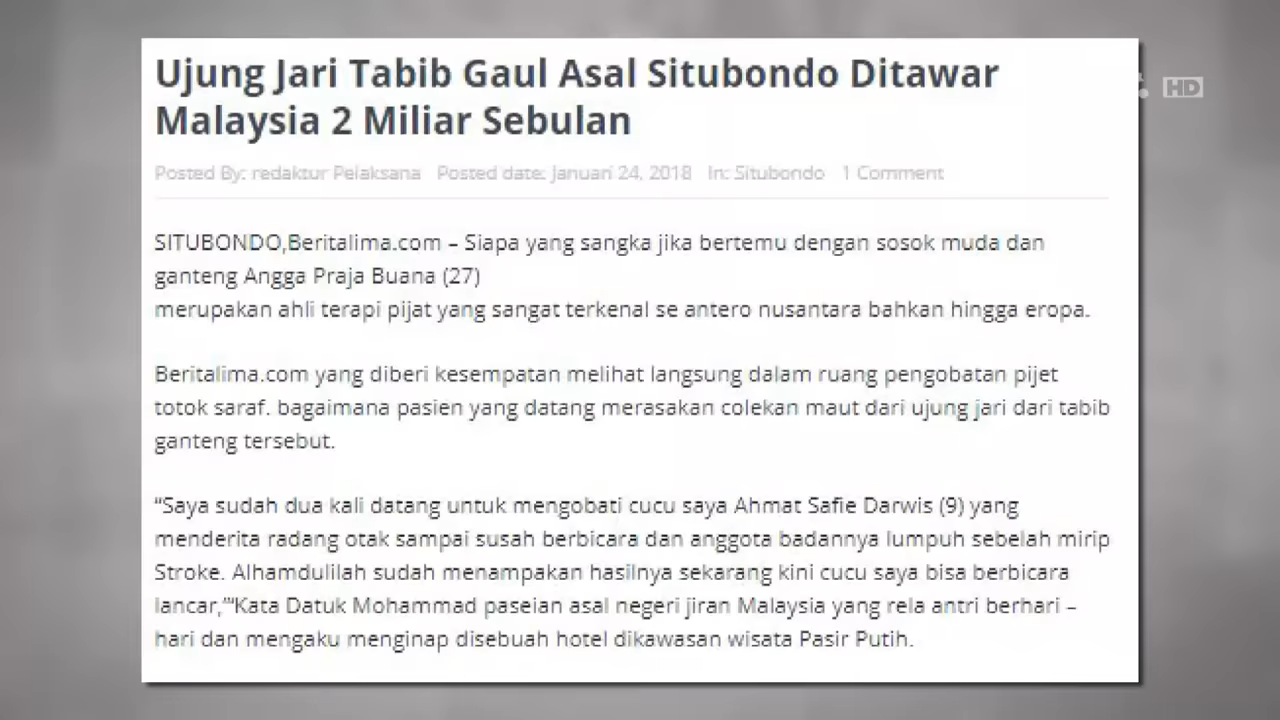 Ujung Jari Tabib Gaul Asal Situbondo Ditawar
Malaysia 2 Miliar Sebulan
HD
Posted By: redaktur Pelaksana Posted date: Januari 24, 2018 In: Situbondo 1 Comment
SITUBONDO,Beritalima.com – Siapa yang sangka jika bertemu dengan sosok muda dan
ganteng Angga Praja Buana (27)
merupakan ahli terapi pijat yang sangat terkenal se antero nusantara bahkan hingga eropa.
Beritalima.com yang diberi kesempatan melihat langsung dalam ruang pengobatan pijet
totok saraf. bagaimana pasien yang datang merasakan colekan maut dari ujung jari dari tabib
ganteng tersebut.
“Saya sudah dua kali datang untuk mengobati cucu saya Ahmat Safie Darwis (9) yang
menderita radang otak sampai susah berbicara dan anggota badannya lumpuh sebelah mirip
Stroke. Alhamdulilah sudah menampakan hasilnya sekarang kini cucu saya bisa berbicara
lancar,”“Kata Datuk Mohammad paseian asal negeri jiran Malaysia yang rela antri berhari –
hari dan mengaku menginap disebuah hotel dikawasan wisata Pasir Putih.